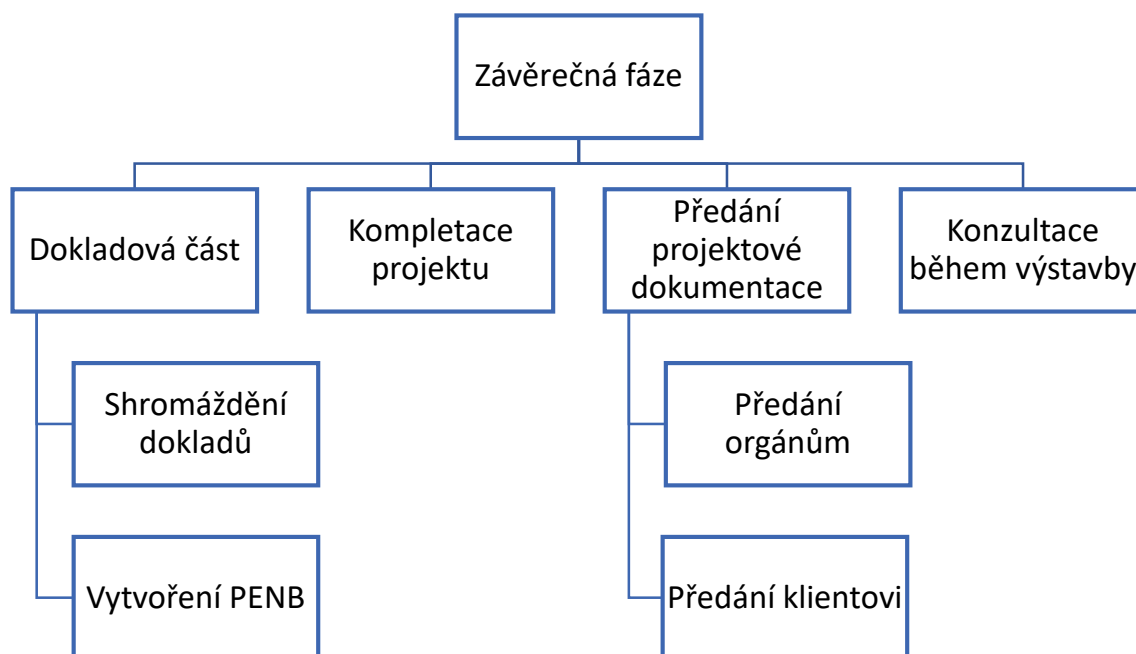 Závěrečná fáze
Dokladová část
Kompletace
projektu
Předání
projektové
dokumentace
Konzultace
během výstavby
Shromáždění
dokladů
Předání
orgánům
Vytvoření PENB
Předání klientovi